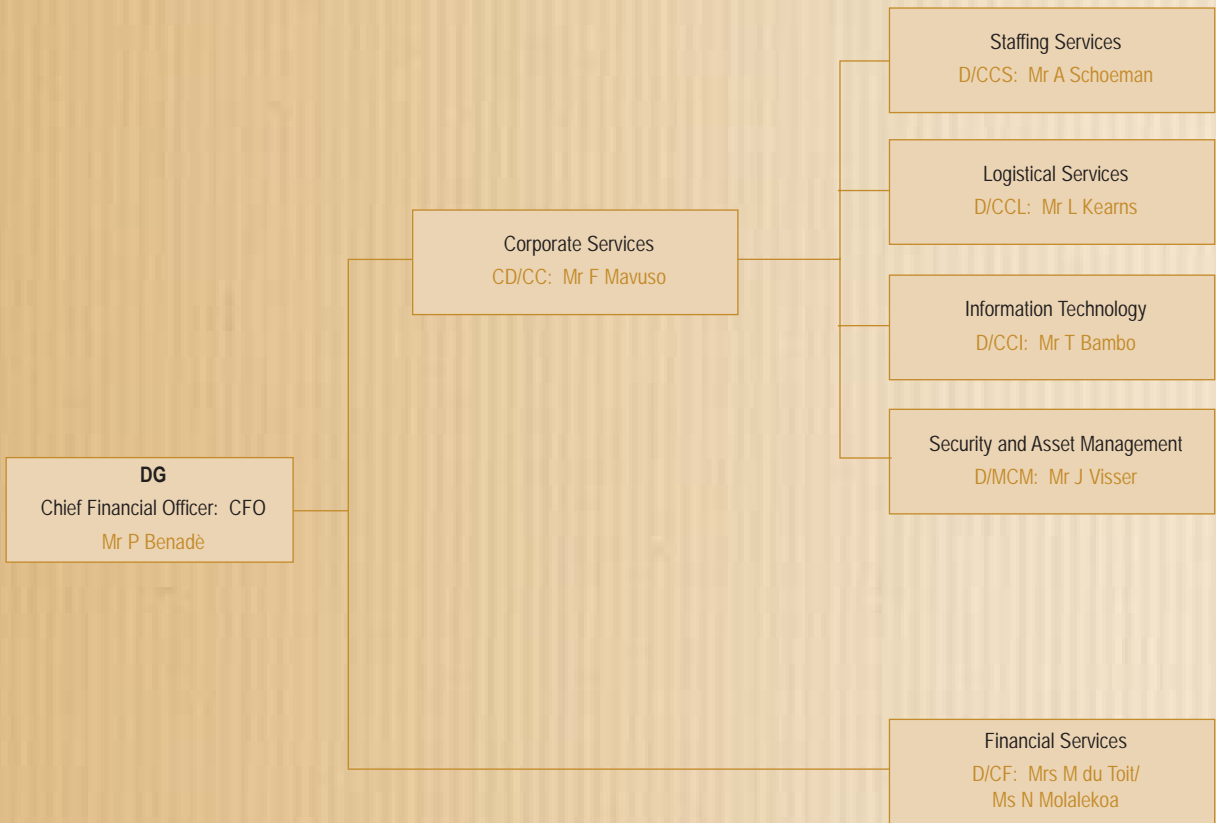 Staffing Services
D/CCS: Mr A Schoeman
Logistical Services
D/CCL: Mr L Kearns
Corporate Services
CD/CC: Mr F Mavuso
Information Technology
D/CCI: Mr T Bambo
Security and Asset Management
D/MCM: Mr J Visser
DG
Chief Financial Officer: CFO
Mr P Benadè
Financial Services
D/CF: Mrs M du Toit/
Ms N Molalekoa